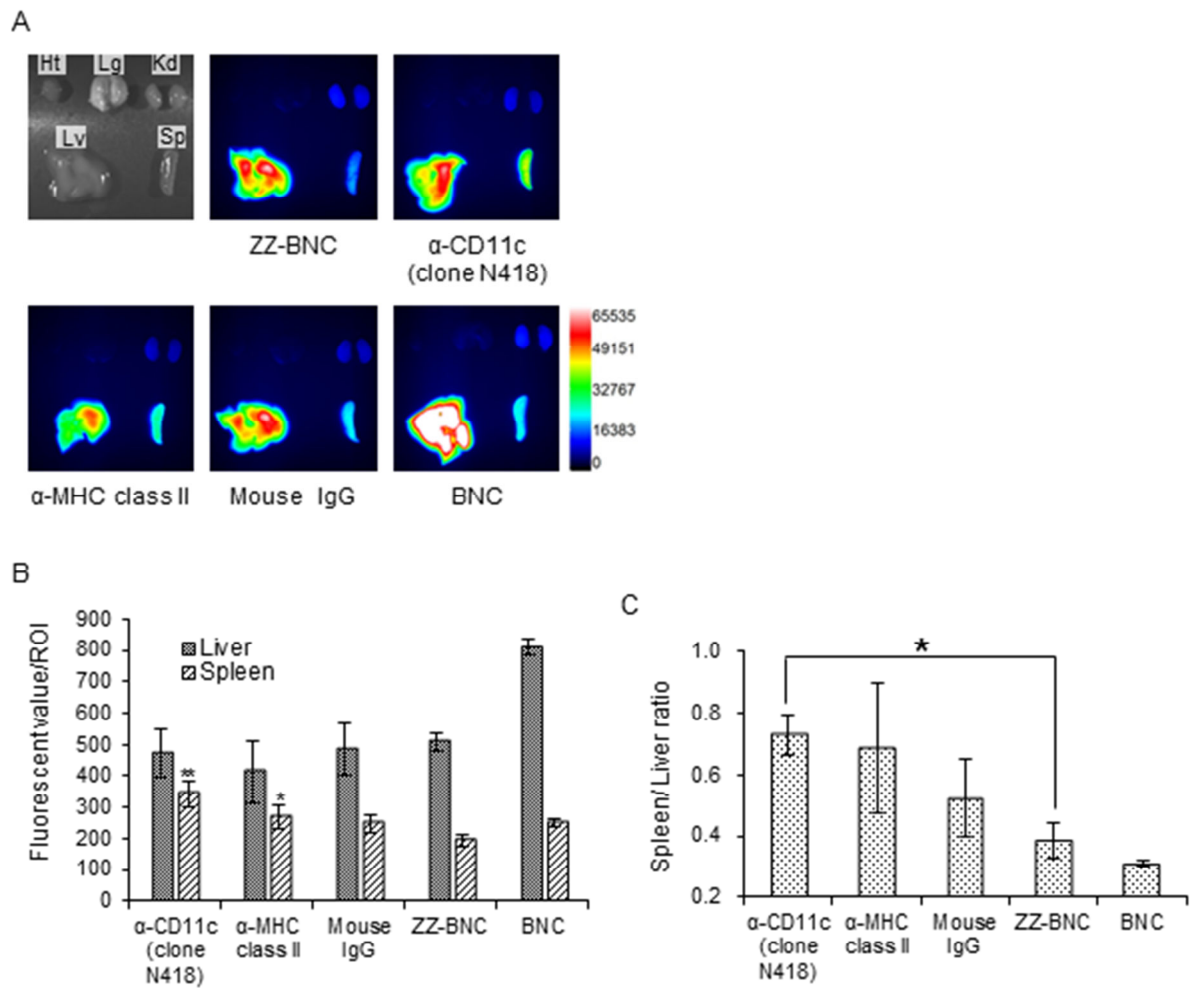 A
Ht Lg Kd
Lv Sp
ZZ-BNC
α-CD11c
(clone N418)
65535
49151
32767
16383
0
α-MHC class II
Mouse IgG
BNC
B
Fluorescent value/ROI
900
800
700
600
500
400
300
200
100
0
Liver
Spleen
**
*
α-CD11c
(clone
N418)
α-MHC
class II
Mouse
IgG
ZZ-BNC
BNC
C
Spleen/ Liver ratio
1.0
0.8
0.6
0.4
0.2
*
α-CD11c
(clone
N418)
α-MHC
class II
Mouse
IgG
ZZ-BNC
BNC